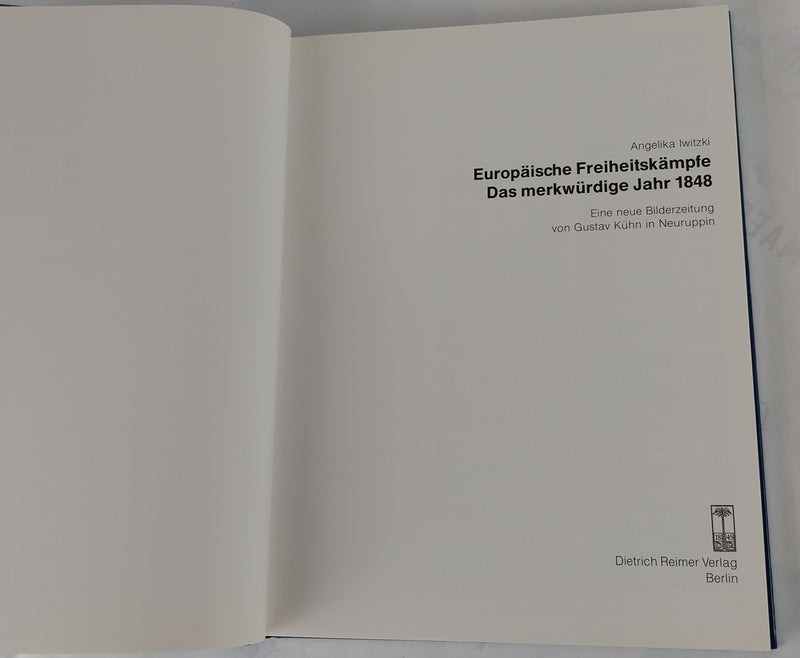 Angelika Iwitzki
Europäische Freiheitskämpfe
Das merkwürdige Jahr 1848
Eine neue Bilderzeitung
von Gustav Kühn in Neuruppin
Dietrich Reimer Verlag
Berlin